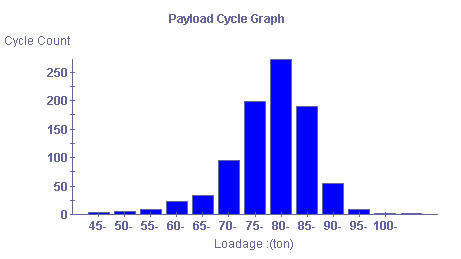 Payload Cycle Graph
Cycle Count
250
200
150
100
50
0
45- 50- 55- 60- 65- 70- 75- 80- 85- 90- 95- 100-
Loadage :(ton)